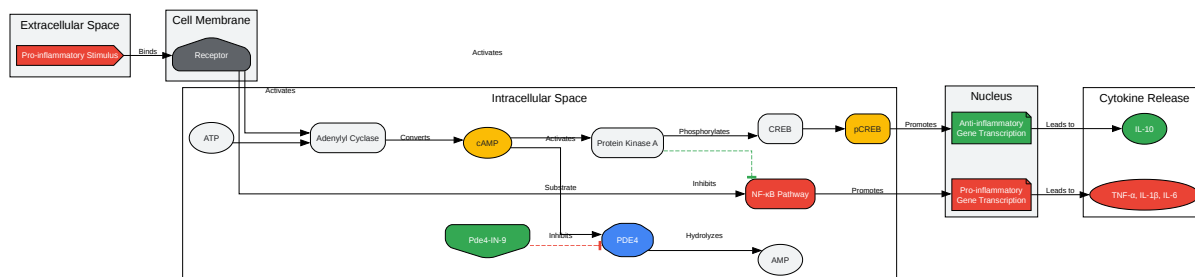 Extracellular Space
Pro-inflammatory Stimulus
Binds
Cell Membrane
Receptor
Activates
Activates
Intracellular Space
ATP
Adenylyl Cyclase
Converts
cAMP
Activates
Protein Kinase A
Phosphorylates
CREB
pCREB
Promotes
Substrate
Inhibits
NF-κB Pathway
Promotes
Pde4-IN-9
Inhibits
PDE4
Hydrolyzes
AMP
Nucleus
Anti-inflammatory
Gene Transcription
Leads to
Pro-inflammatory
Gene Transcription
Leads to
Cytokine Release
IL-10
TNF-α, IL-1β, IL-6